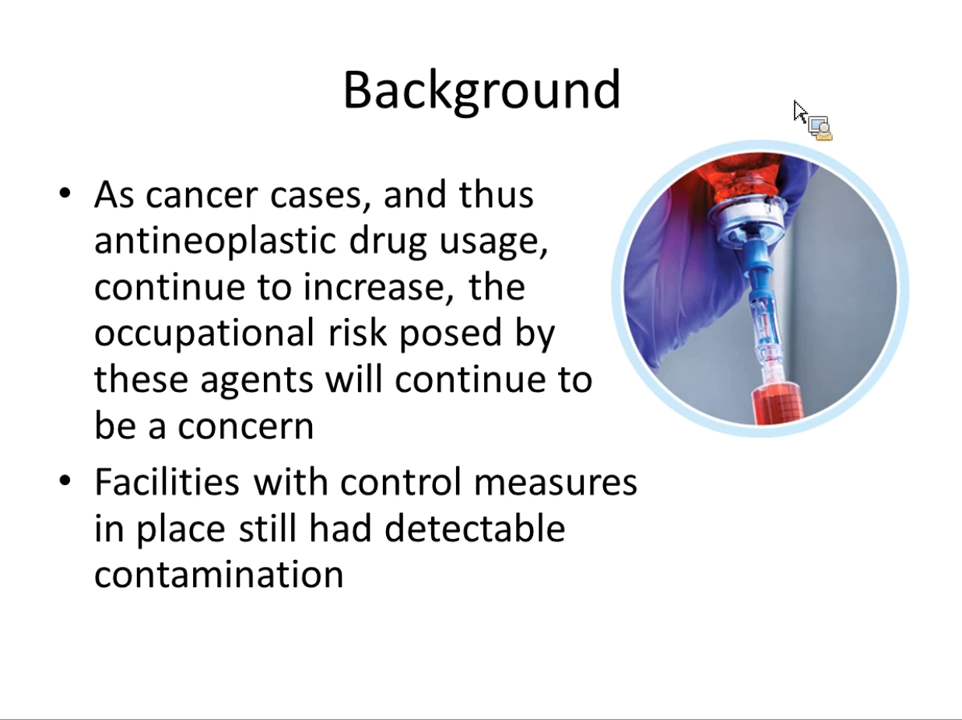 Background
• As cancer cases, and thus
antineoplastic drug usage,
continue to increase, the
occupational risk posed by
these agents will continue to
be a concern
• Facilities with control measures
in place still had detectable
contamination